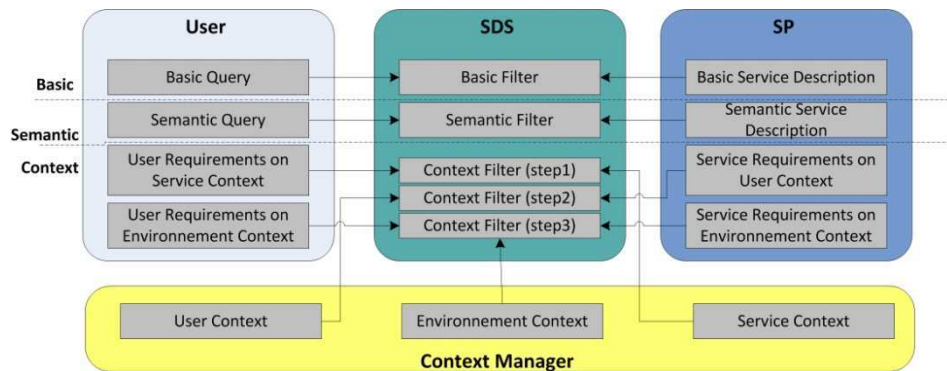 User
SDS
SP
Basic Query
Basic Filter
Basic Service Description
Basic
Semantic Query
Semantic Filter
Semantic Service
Description
Semantic
Context
User Requirements on
Service Context
Context Filter (step1)
Service Requirements on
User Context
Context Filter (step2)
User Requirements on
Environnement Context
Context Filter (step3)
Service Requirements on
Environnement Context
User Context
Environnement Context
Service Context
Context Manager